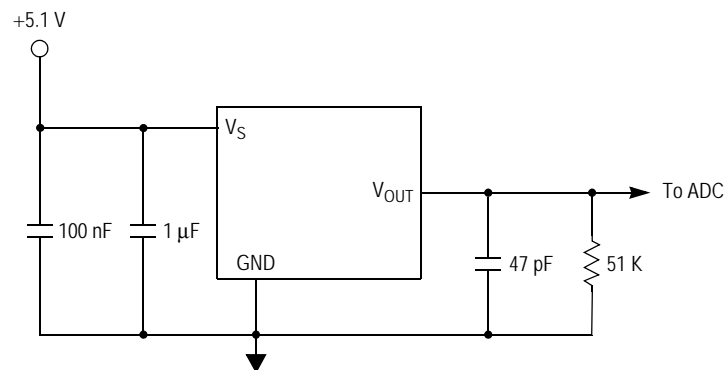 +5.1 V
VS
VOUT
To ADC
100 nF
1 μF
GND
47 pF
51 K